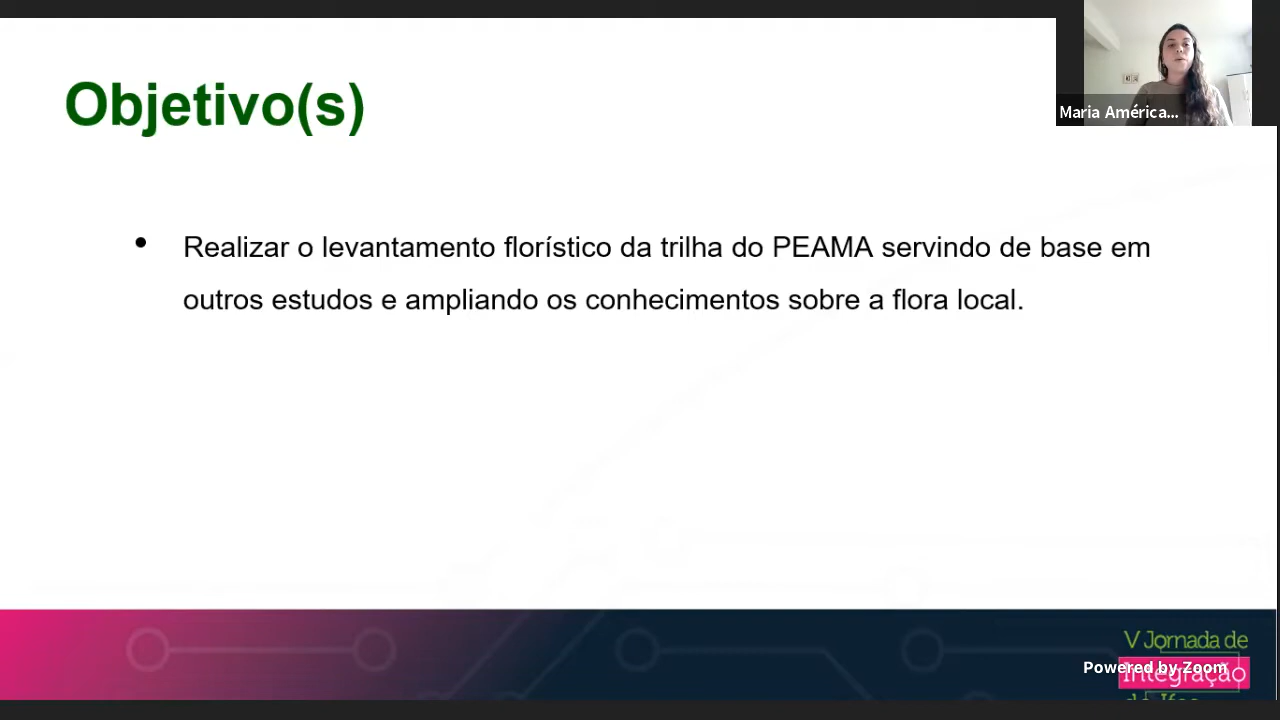 Objetivo(s)
Maria América...
• Realizar o levantamento florístico da trilha do PEAMA servindo de base em
outros estudos e ampliando os conhecimentos sobre a flora local.
V Jornada de
Integração
Powered by Zoom